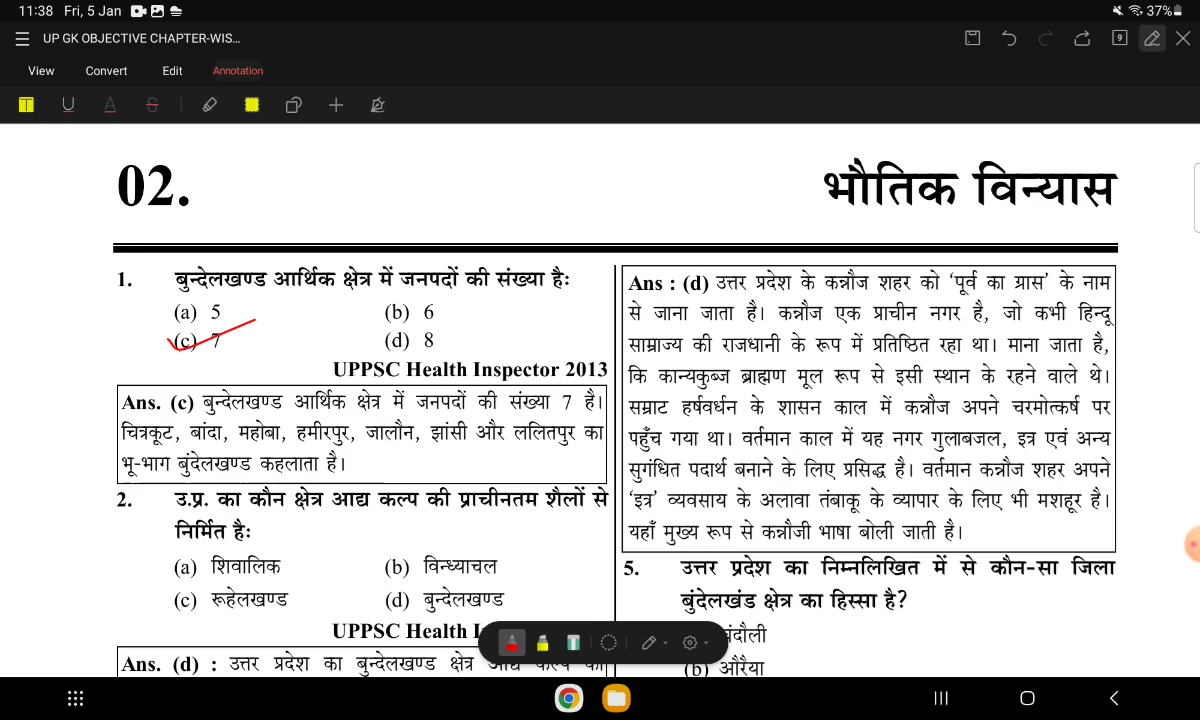 11:38 Fri, 5 Jan
37%
UP GK OBJECTIVE CHAPTER-WIS...
9
View Convert Edit Annotation
T U A S
02. भौतिक विन्यास
1. बुन्देलखण्ड आर्थिक क्षेत्र में जनपदों की संख्या हैः
(a) 5 (b) 6
(c) 7 (d) 8
UPPSC Health Inspector 2013
Ans. (c) बुन्देलखण्ड आर्थिक क्षेत्र में जनपदों की संख्या 7 है।
चित्रकूट, बांदा, महोबा, हमीरपुर, जालौन, झांसी और ललितपुर का
भू-भाग बुंदेलखण्ड कहलाता है।
2. उ.प्र. का कौन क्षेत्र आद्य कल्प की प्राचीनतम शैलों से
निर्मित हैः
(a) शिवालिक (b) विन्ध्याचल
(c) रूहेलखण्ड (d) बुन्देलखण्ड
UPPSC Health
Ans. (d) : उत्तर प्रदेश का बुन्देलखण्ड क्षेत्र आद्य कल्प की
Ans : (d) उत्तर प्रदेश के कन्नौज शहर को ‘पूर्व का ग्रास’ के नाम
से जाना जाता है। कन्नौज एक प्राचीन नगर है, जो कभी हिन्दू
साम्राज्य की राजधानी के रूप में प्रतिष्ठित रहा था। माना जाता है,
कि कान्यकुब्ज ब्राह्मण मूल रूप से इसी स्थान के रहने वाले थे।
सम्राट हर्षवर्धन के शासन काल में कन्नौज अपने चरमोत्कर्ष पर
पहुँच गया था। वर्तमान काल में यह नगर गुलाबजल, इत्र एवं अन्य
सुगंधित पदार्थ बनाने के लिए प्रसिद्ध है। वर्तमान कन्नौज शहर अपने
‘इत्र’ व्यवसाय के अलावा तंबाकू के व्यापार के लिए भी मशहूर है।
यहाँ मुख्य रूप से कन्नौजी भाषा बोली जाती है।
5. उत्तर प्रदेश का निम्नलिखित में से कौन-सा जिला
बुंदेलखंड क्षेत्र का हिस्सा है?
(b) औरैया